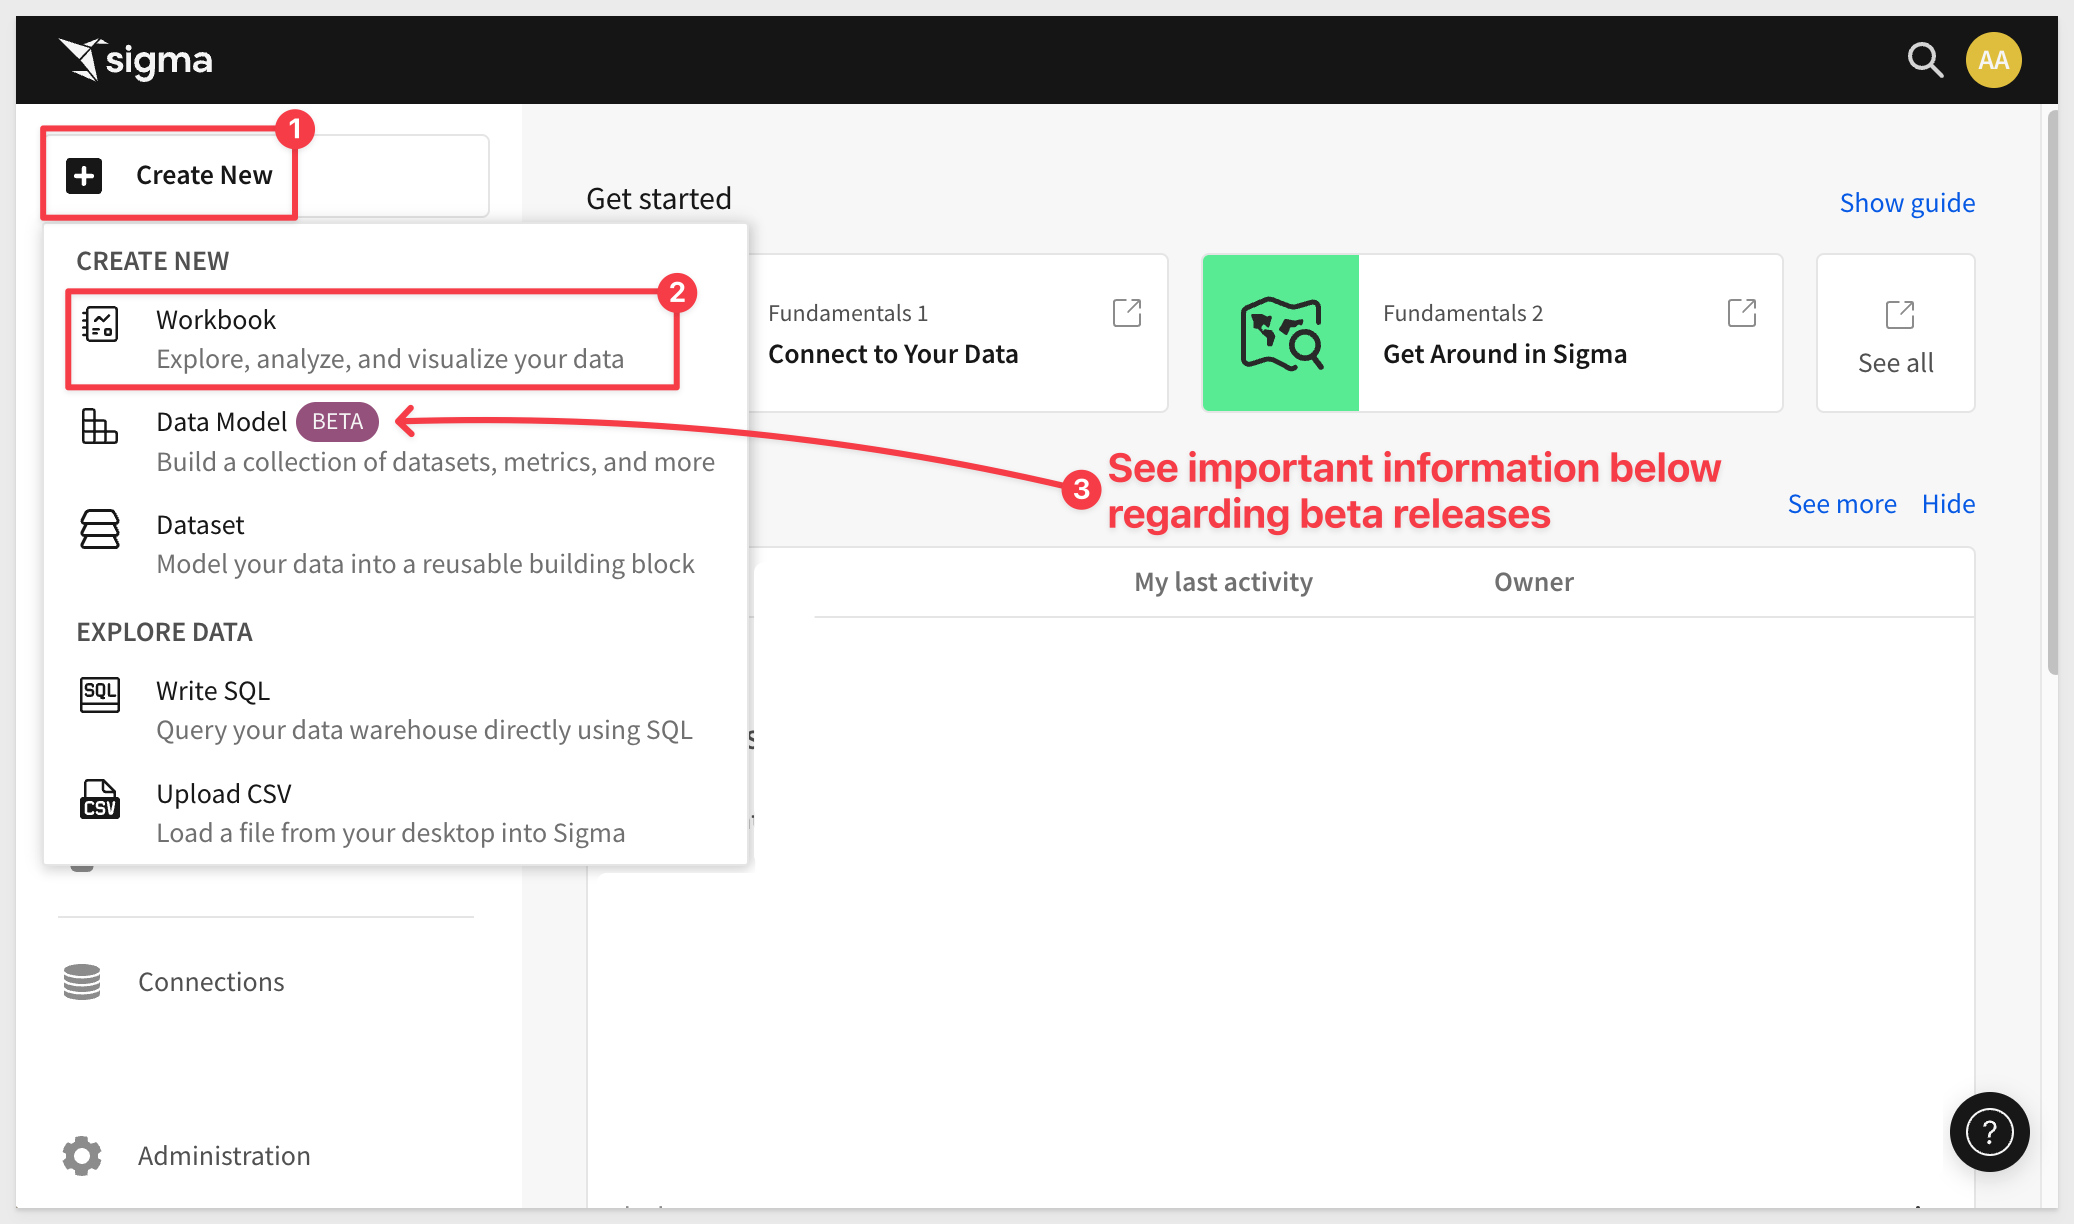 sigma
AA
1
Create New
Get started
Show guide
CREATE NEW
2
Workbook
Explore, analyze, and visualize your data
Fundamentals 1
Connect to Your Data
Fundamentals 2
Get Around in Sigma
See all
Data Model BETA
Build a collection of datasets, metrics, and more
3
See important information below
regarding beta releases
See more Hide
Dataset
Model your data into a reusable building block
My last activity Owner
EXPLORE DATA
SQL
Write SQL
Query your data warehouse directly using SQL
CSV
Upload CSV
Load a file from your desktop into Sigma
Connections
Administration
?